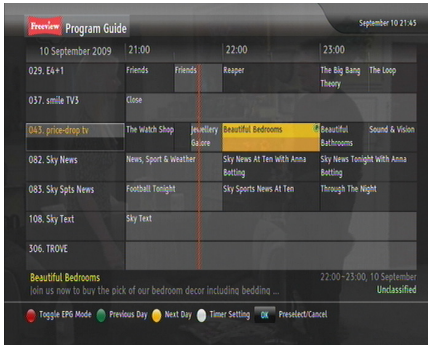 Freeview Program Guide September 10 21:45
10 September 2009 21:00 22:00 23:00
029. E4+1 Friends Friends Reaper The Big Bang Theory The Loop
037. smile TV3 Close
043. price-drop tv The Watch Shop Jewellery Galore Beautiful Bedrooms Beautiful Bathrooms Sound & Vision
082. Sky News News, Sport & Weather Sky News At Ten With Anna Botting Sky News Tonight With Anna Botting
083. Sky Spts News Football Tonight Sky Sports News At Ten Through The Night
108. Sky Text Sky Text
306. TROVE
Beautiful Bedrooms 22:00~23:00, 10 September
Join us now to buy the pick of our bedroom decor including bedding ... Unclassified
Toggle EPG Mode Previous Day Next Day Timer Setting OK Preselect/Cancel